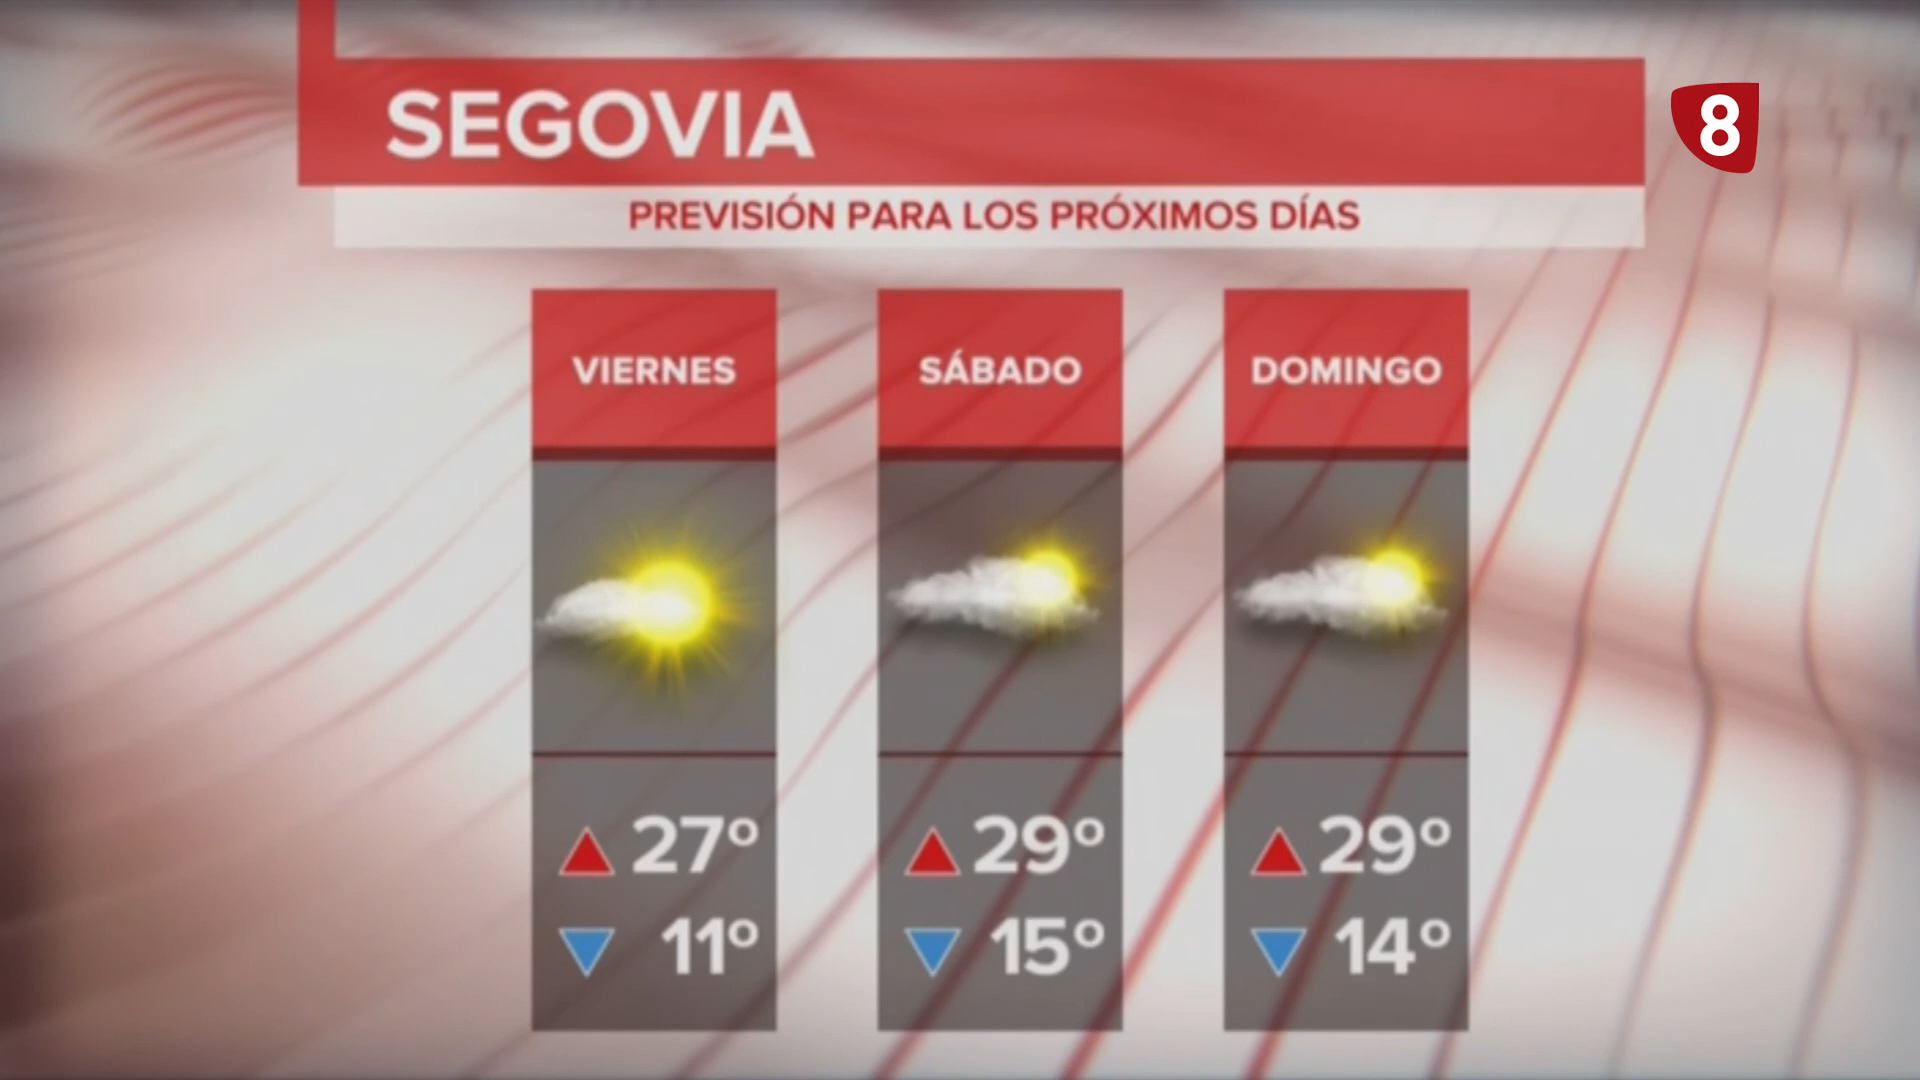 SEGOVIA
8
PREVISIÓN PARA LOS PRÓXIMOS DÍAS
VIERNES
SÁBADO
DOMINGO
27º
29º
29º
11º
15º
14º